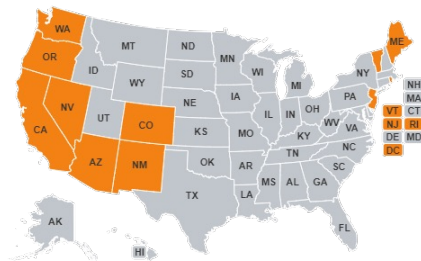 WA
ME
MT
ND
MN
OR
ID
SD
WI
NY
NH
WY
MI
MA
IA
PA
NE
NV
OH
VT CT
IL
IN
UT
CO
WV
NJ RI
CA
KS
MO
KY
VA
DE MD
NC
TN
DC
OK
AZ
NM
AR
SC
MS
AL
GA
TX
LA
AK
FL
HI